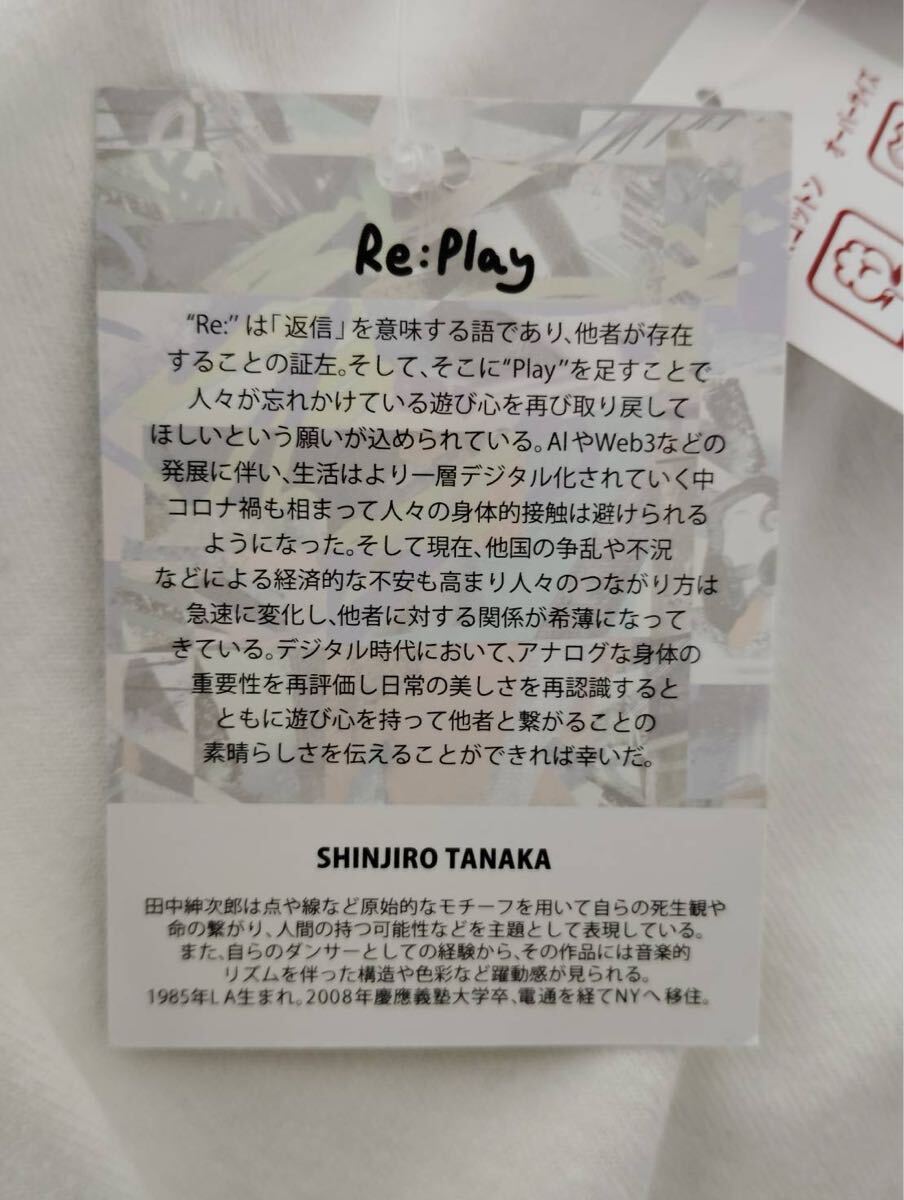 Re:Play
“Re:”は「返信」を意味する語であり、他者が存在
することの証左。そして、そこに“Play”を足すことで
人々が忘れかけている遊び心を再び取り戻して
ほしいという願いが込められている。AIやWeb3などの
発展に伴い、生活はより一層デジタル化されていく中
コロナ禍も相まって人々の身体的接触は避けられる
ようになった。そして現在、他国の争乱や不況
などによる経済的な不安も高まり人々のつながり方は
急速に変化し、他者に対する関係が希薄になって
きている。デジタル時代において、アナログな身体の
重要性を再評価し日常の美しさを再認識すると
ともに遊び心を持って他者と繋がることの
素晴らしさを伝えることができれば幸いだ。
SHINJIRO TANAKA
田中紳次郎は点や線など原始的なモチーフを用いて自らの死生観や
命の繋がり、人間の持つ可能性などを主題として表現している。
また、自らのダンサーとしての経験から、その作品には音楽的
リズムを伴った構造や色彩など躍動感が見られる。
1985年LA生まれ。2008年慶應義塾大学卒、電通を経てNYへ移住。
オーバーサイズ
コットン